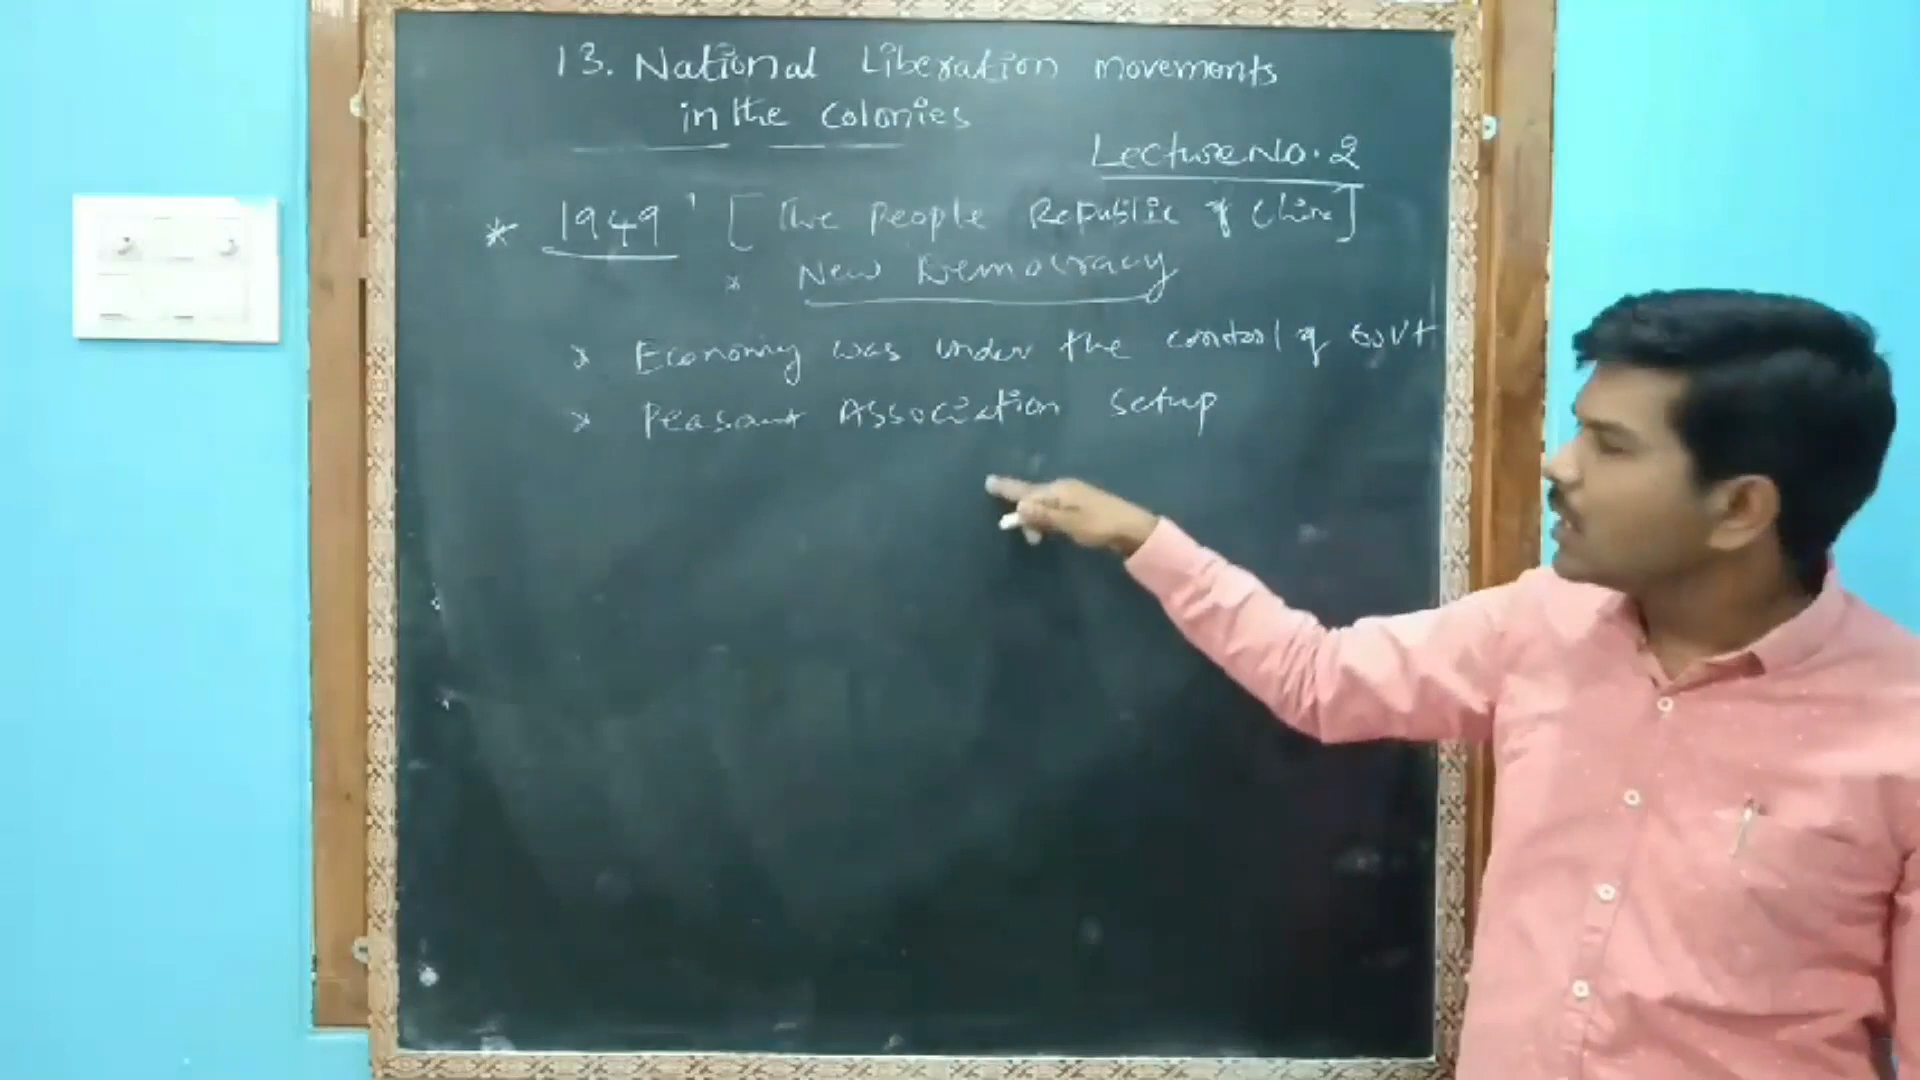 13. National Liberation movements
in the colonies
Lecture No. 2
* 1949' [The People Republic of China]
* New Democracy
* Economy was under the control of Govt
* Peasant Association setup